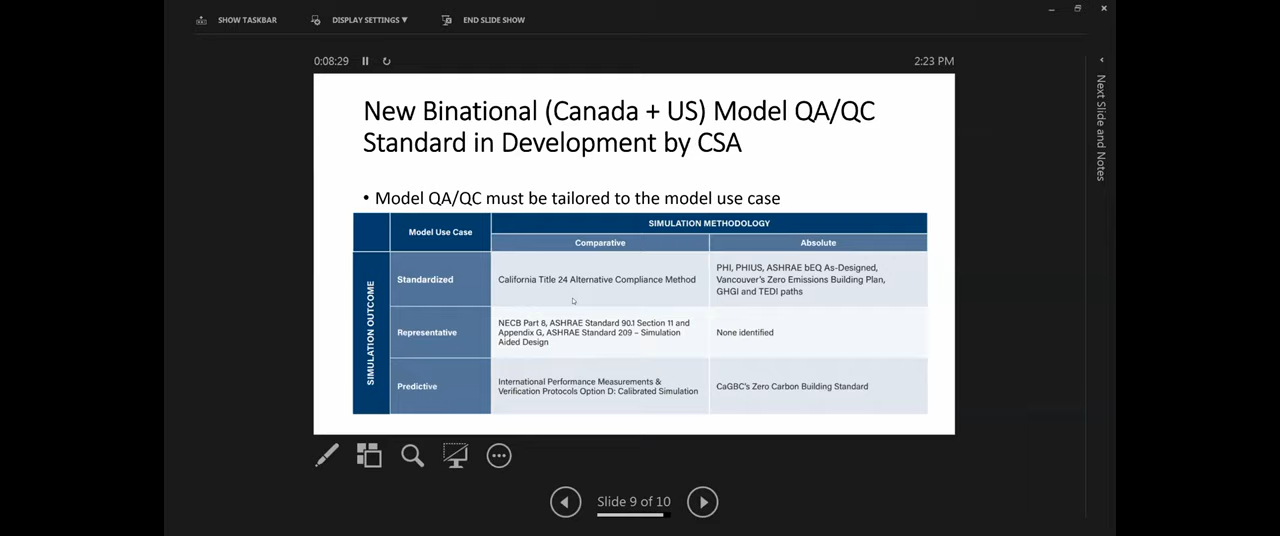 SHOW TASKBAR
DISPLAY SETTINGS ▼
END SLIDE SHOW
0:08:29
2:23 PM
Next Slide and Notes
New Binational (Canada + US) Model QA/QC
Standard in Development by CSA
• Model QA/QC must be tailored to the model use case
Model Use Case
SIMULATION METHODOLOGY
Comparative
Absolute
SIMULATION OUTCOME
Standardized
California Title 24 Alternative Compliance Method
PHI, PHIUS, ASHRAE bEQ As-Designed,
Vancouver's Zero Emissions Building Plan,
GHGI and TEDI paths
Representative
NECB Part 8, ASHRAE Standard 90.1 Section 11 and
Appendix G, ASHRAE Standard 209 – Simulation
Aided Design
None identified
Predictive
International Performance Measurements &
Verification Protocols Option D: Calibrated Simulation
CaGBC's Zero Carbon Building Standard
Slide 9 of 10